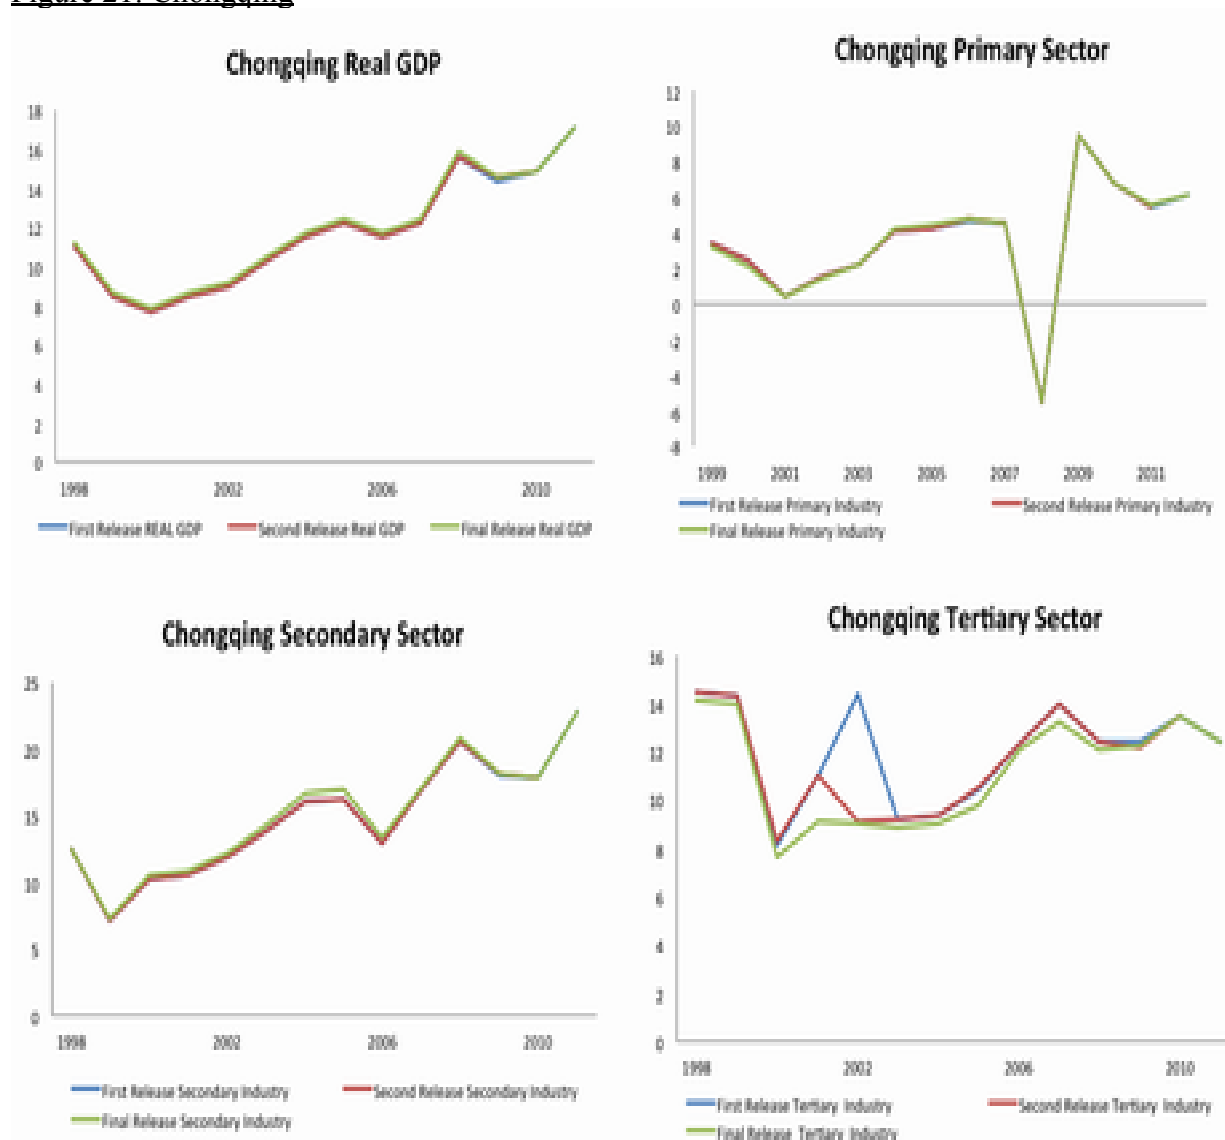 Figure 21: Chongqing
Chongqing Real GDP
18
16
14
12
10
8
6
4
2
0
1998 2002 2006 2010
First Release REAL GDP Second Release Real GDP Final Release Real GDP
Chongqing Primary Sector
12
10
8
6
4
2
0
-2
-4
-6
-8
1999 2001 2003 2005 2007 2009 2011
First Release Primary Industry Second Release Primary Industry
Final Release Primary Industry
Chongqing Secondary Sector
25
20
15
10
5
0
1998 2002 2006 2010
First Release Secondary Industry Second Release Secondary Industry
Final Release Secondary Industry
Chongqing Tertiary Sector
16
14
12
10
8
6
4
2
0
1998 2002 2006 2010
First Release Tertiary Industry Second Release Tertiary Industry
Final Release Tertiary Industry